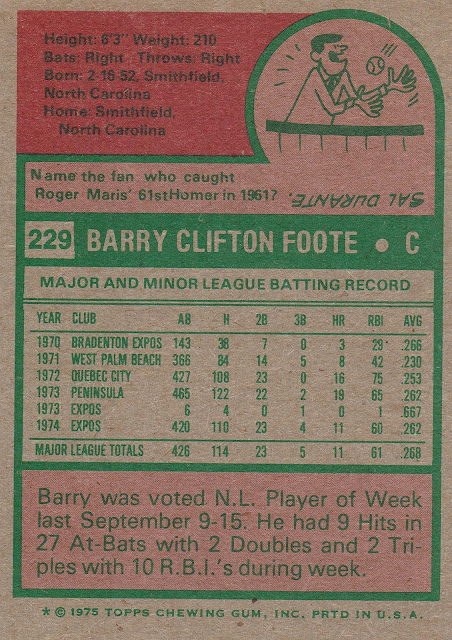 Height: 6'3" Weight: 210
Bats: Right Throws: Right
Born: 2-16-52, Smithfield,
North Carolina
Home: Smithfield,
North Carolina
Name the fan who caught
Roger Maris' 61st Homer in 1961?
SAL DURANTE.
229 BARRY CLIFTON FOOTE • C
MAJOR AND MINOR LEAGUE BATTING RECORD
YEAR CLUB AB H 2B 3B HR RBI AVG
1970 BRADENTON EXPOS 143 38 7 0 3 29 .266
1971 WEST PALM BEACH 366 84 14 5 8 42 .230
1972 QUEBEC CITY 427 108 23 0 16 75 .253
1973 PENINSULA 465 122 22 2 19 65 .262
1973 EXPOS 6 4 0 1 0 1 .667
1974 EXPOS 420 110 23 4 11 60 .262
MAJOR LEAGUE TOTALS 426 114 23 5 11 61 .268
Barry was voted N.L. Player of Week
last September 9-15. He had 9 Hits in
27 At-Bats with 2 Doubles and 2 Tri-
ples with 10 R.B.I.'s during week.
* © 1975 TOPPS CHEWING GUM, INC. PRTD IN U.S.A.